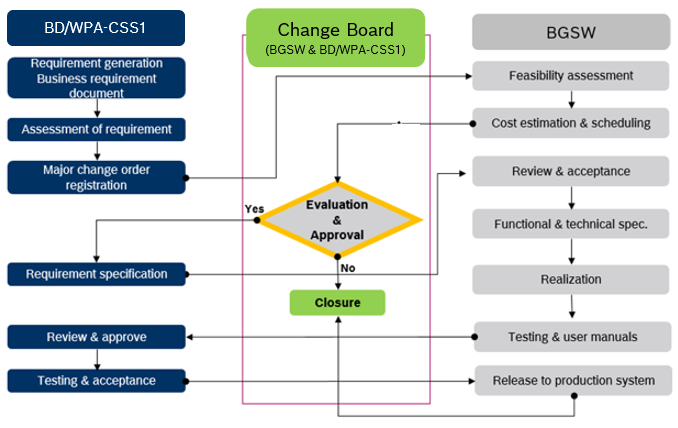 BD/WPA-CSS1
Requirement generation
Business requirement
document
Assessment of requirement
Major change order
registration
Requirement specification
Review & approve
Testing & acceptance
Change Board
(BGSW & BD/WPA-CSS1)
Yes
Evaluation
&
Approval
No
Closure
BGSW
Feasibility assessment
Cost estimation & scheduling
Review & acceptance
Functional & technical spec.
Realization
Testing & user manuals
Release to production system